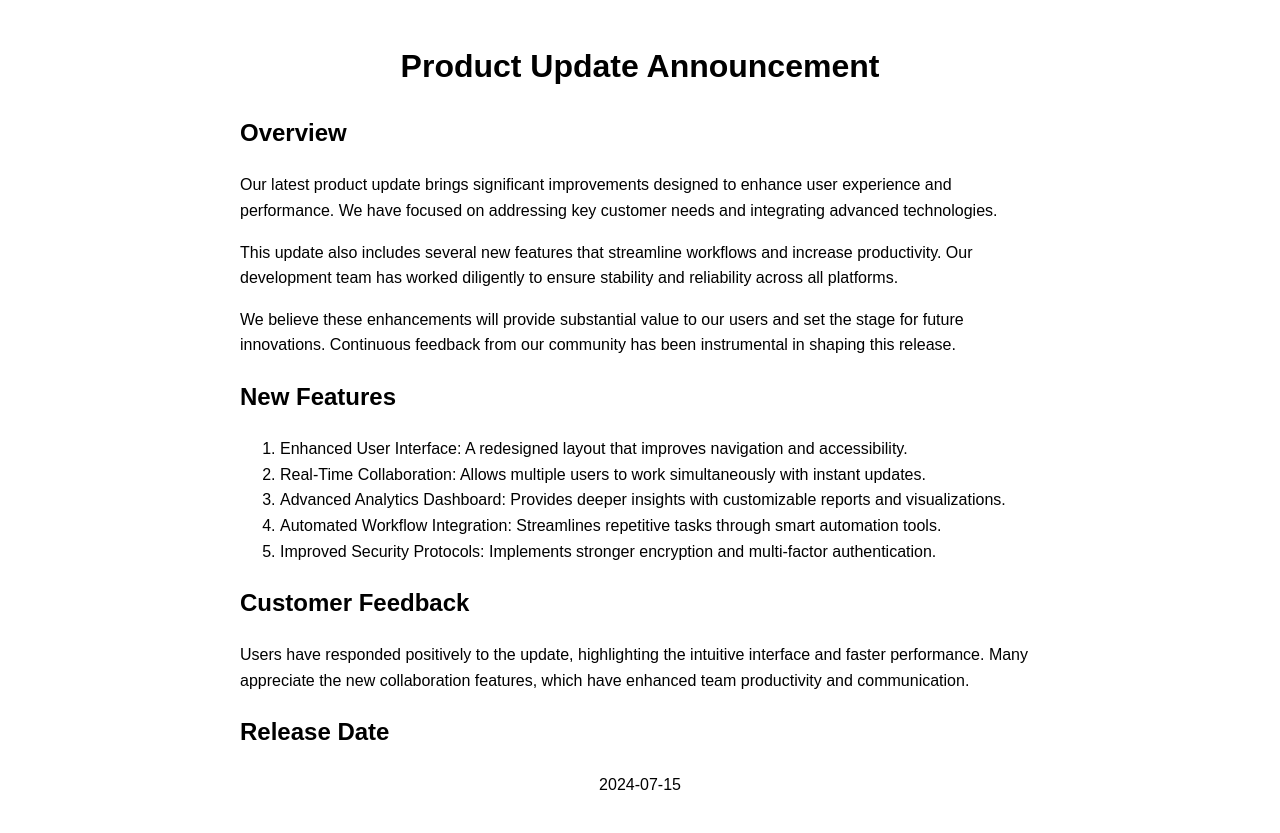 Product Update Announcement
Overview
Our latest product update brings significant improvements designed to enhance user experience and
performance. We have focused on addressing key customer needs and integrating advanced technologies.
This update also includes several new features that streamline workflows and increase productivity. Our
development team has worked diligently to ensure stability and reliability across all platforms.
We believe these enhancements will provide substantial value to our users and set the stage for future
innovations. Continuous feedback from our community has been instrumental in shaping this release.
New Features
1. Enhanced User Interface: A redesigned layout that improves navigation and accessibility.
2. Real-Time Collaboration: Allows multiple users to work simultaneously with instant updates.
3. Advanced Analytics Dashboard: Provides deeper insights with customizable reports and visualizations.
4. Automated Workflow Integration: Streamlines repetitive tasks through smart automation tools.
5. Improved Security Protocols: Implements stronger encryption and multi-factor authentication.
Customer Feedback
Users have responded positively to the update, highlighting the intuitive interface and faster performance. Many
appreciate the new collaboration features, which have enhanced team productivity and communication.
Release Date
2024-07-15